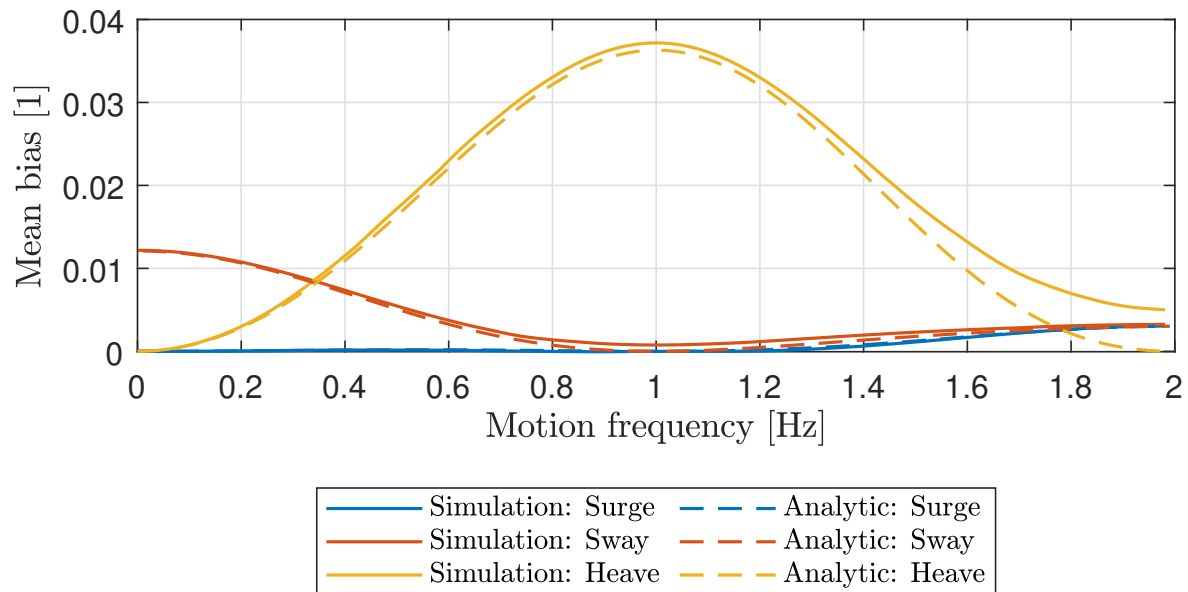 0.04
0.03
0.02
0.01
0
Mean bias [1]
0 0.2 0.4 0.6 0.8 1 1.2 1.4 1.6 1.8 2
Motion frequency [Hz]
Simulation: Surge Analytic: Surge
Simulation: Sway Analytic: Sway
Simulation: Heave Analytic: Heave